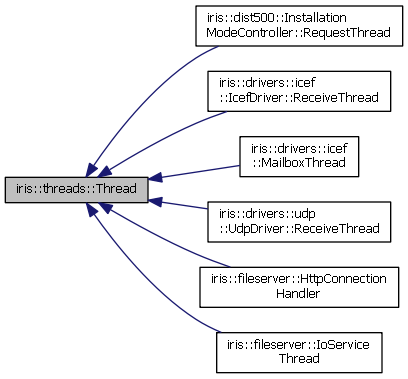 iris::dist500::Installation
ModeController::RequestThread
iris::drivers::icef
::IcefDriver::ReceiveThread
iris::drivers::icef
::MailboxThread
iris::threads::Thread
iris::drivers::udp
::UdpDriver::ReceiveThread
iris::fileserver::HttpConnection
Handler
iris::fileserver::IoService
Thread